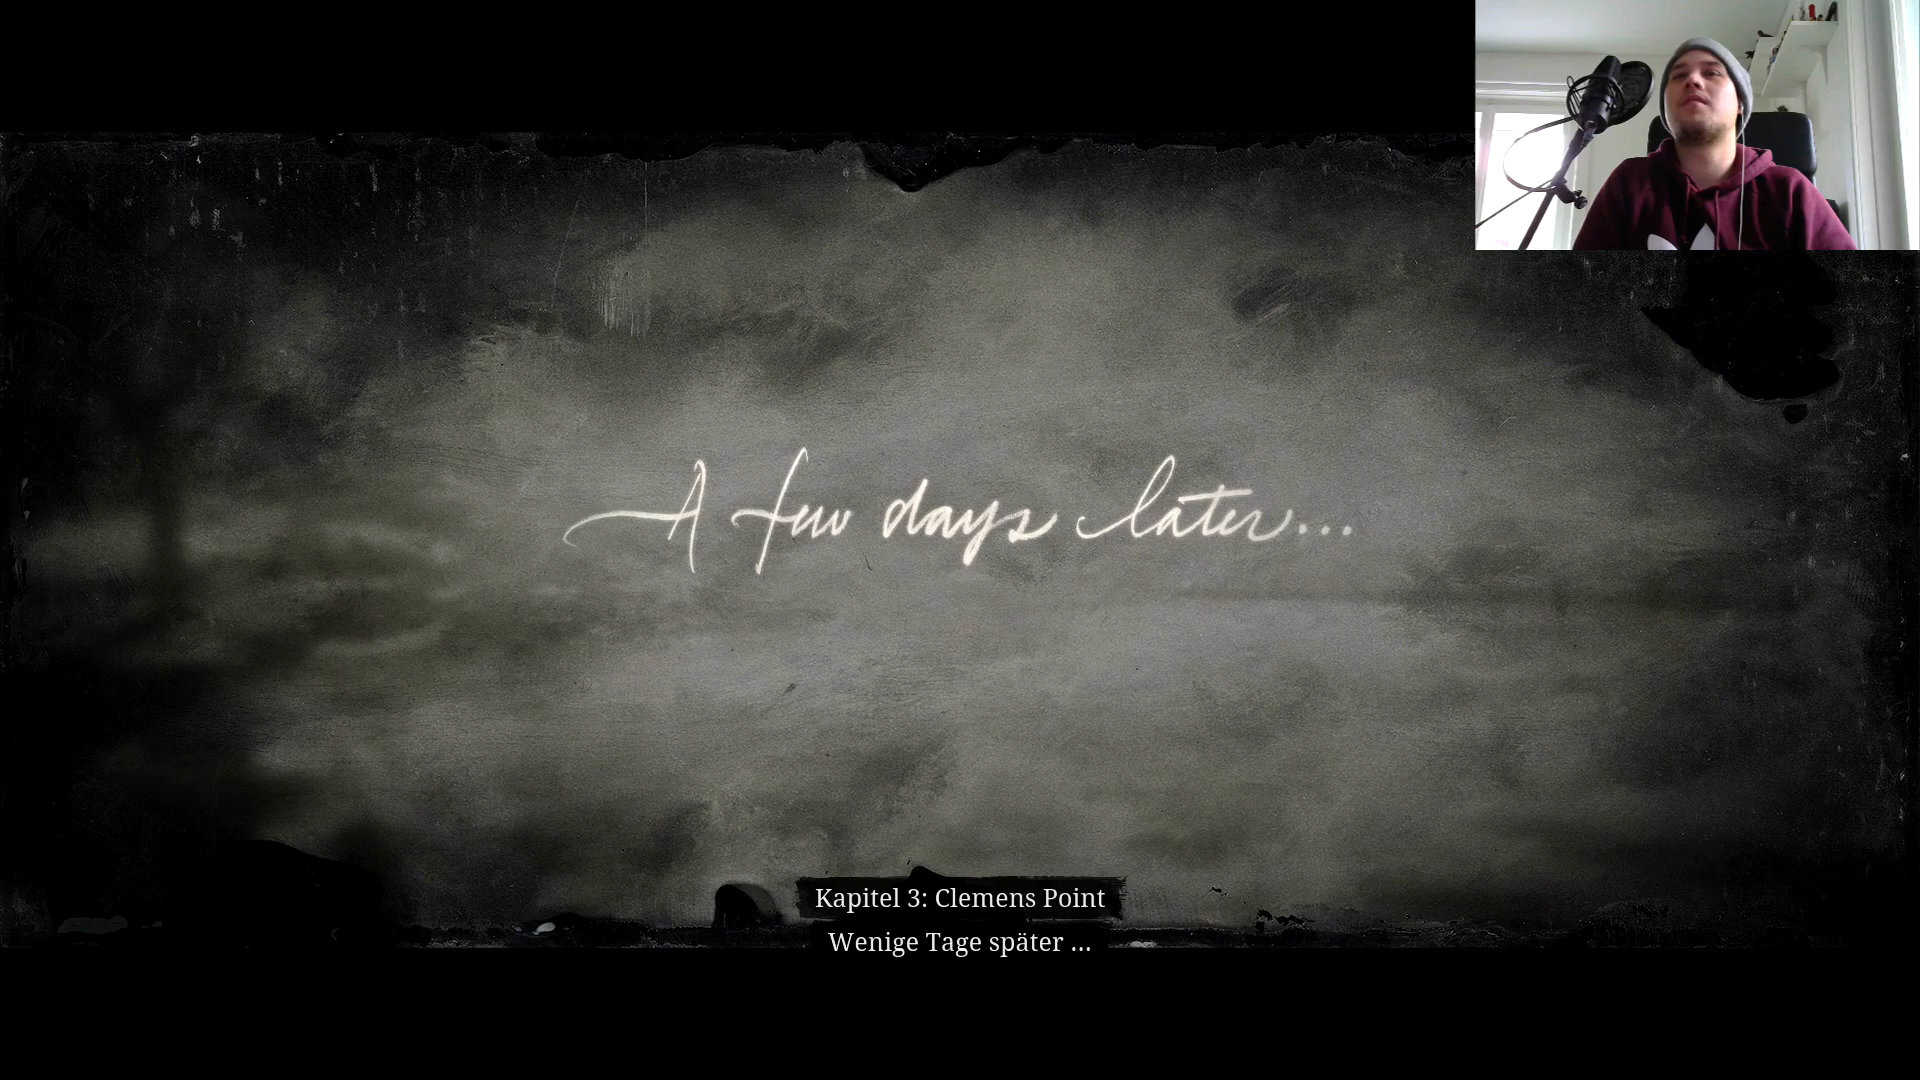 A few days later...
Kapitel 3: Clemens Point
Wenige Tage später ...